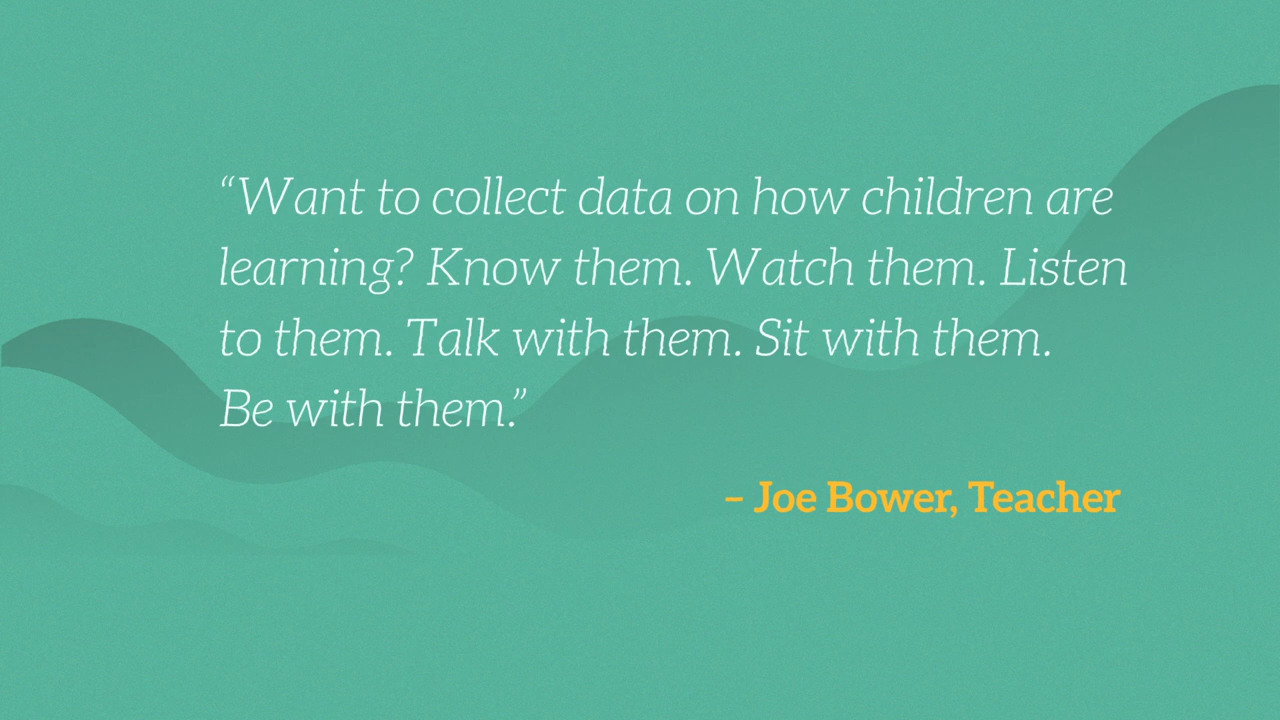 “Want to collect data on how children are
learning? Know them. Watch them. Listen
to them. Talk with them. Sit with them.
Be with them.”
– Joe Bower, Teacher